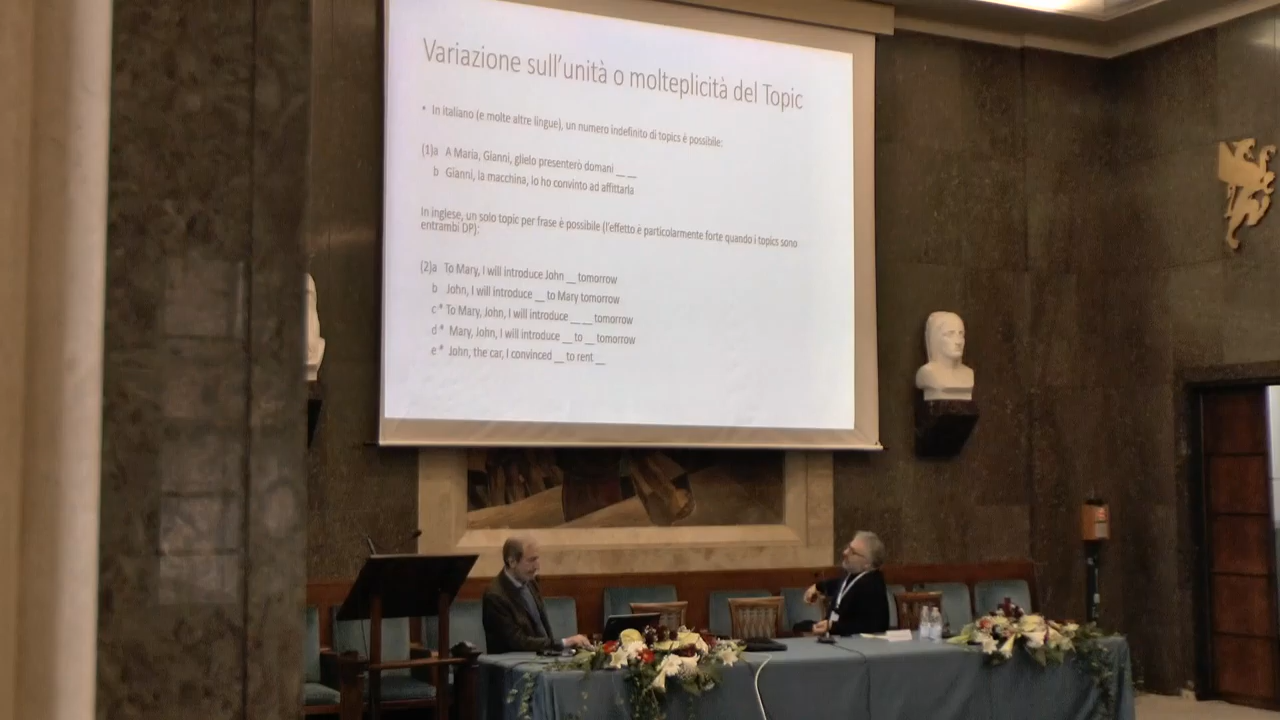 Variazione sull'unità o molteplicità del Topic
• In italiano (e molte altre lingue), un numero indefinito di topics è possibile:
(1)a A Maria, Gianni, glielo presenterò domani __ __
b Gianni, la macchina, lo ho convinto ad affittarla
In inglese, un solo topic per frase è possibile (l'effetto è particolarmente forte quando i topics sono
entrambi DP):
(2)a To Mary, I will introduce John __ tomorrow
b John, I will introduce __ to Mary tomorrow
c * To Mary, John, I will introduce __ __ tomorrow
d * Mary, John, I will introduce __ to __ tomorrow
e * John, the car, I convinced __ to rent __